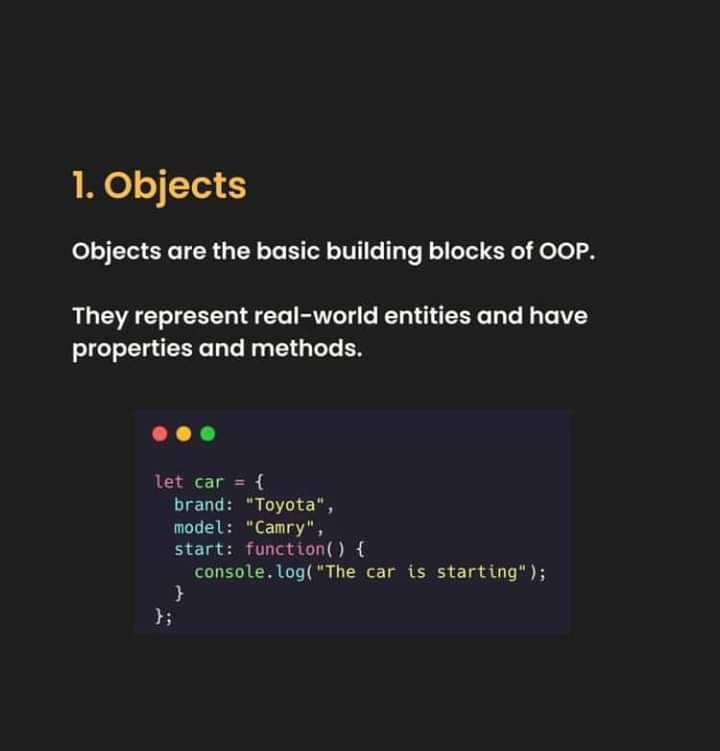 1. Objects
Objects are the basic building blocks of OOP.
They represent real-world entities and have
properties and methods.
let car = {
  brand: "Toyota",
  model: "Camry",
  start: function() {
    console.log("The car is starting");
  }
};